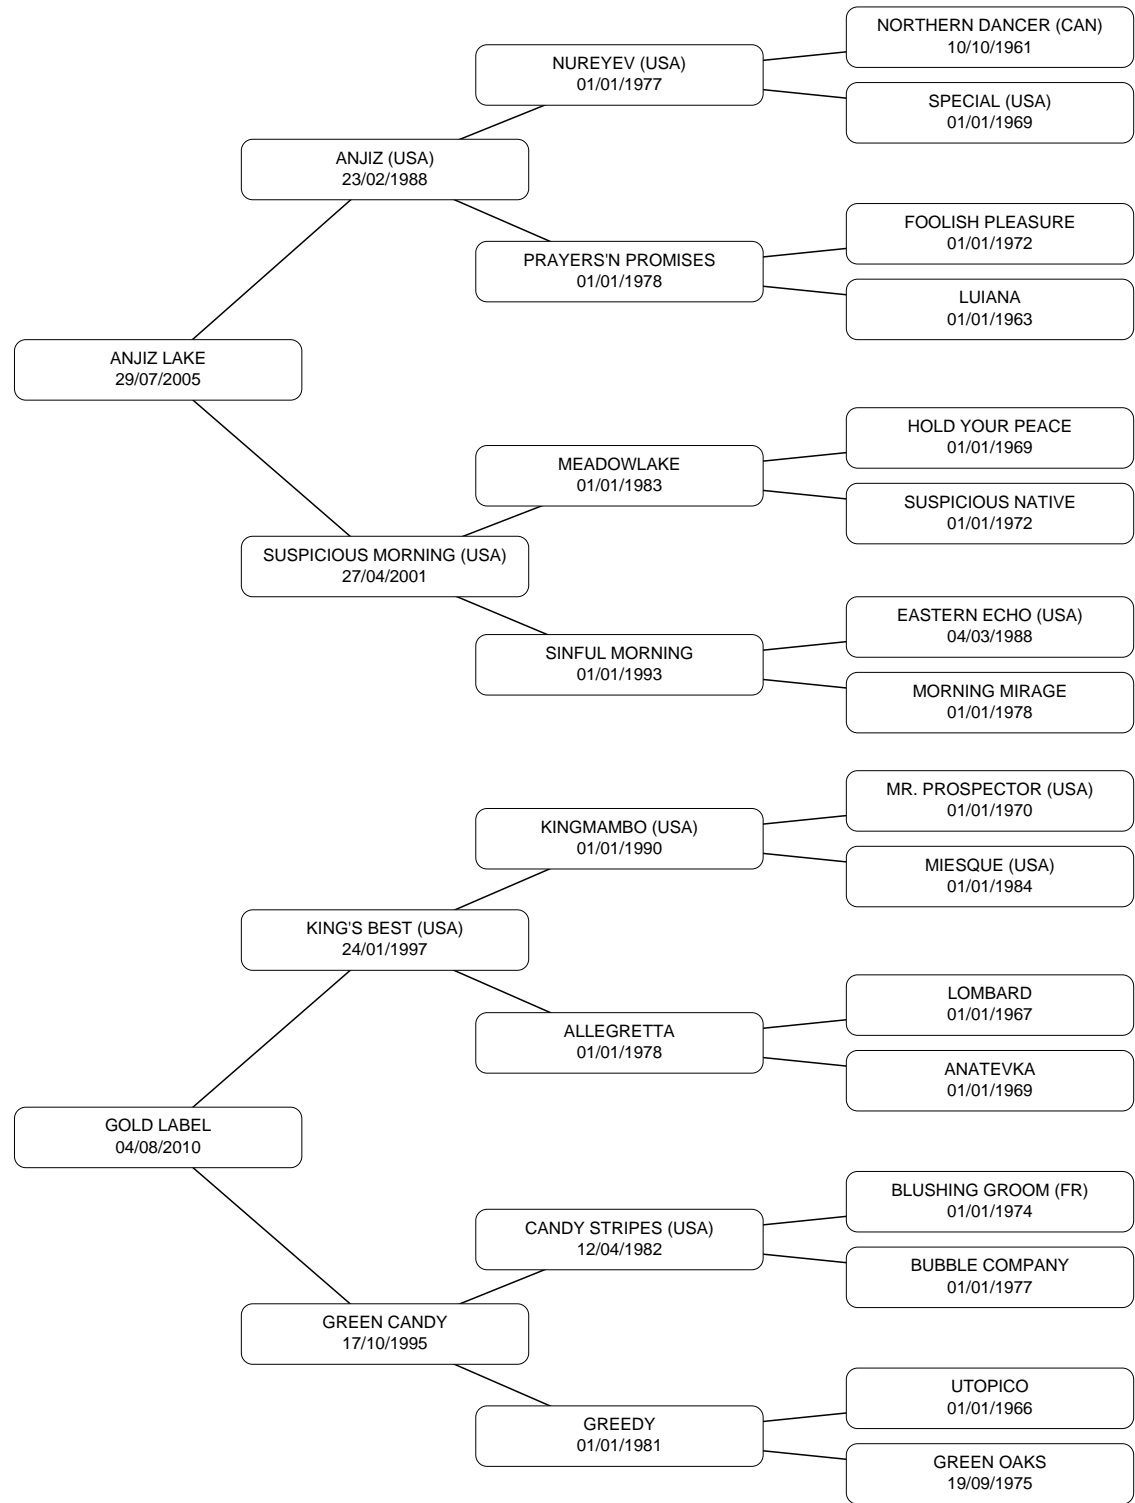 NORTHERN DANCER (CAN)
10/10/1961
NUREYEV (USA)
01/01/1977
SPECIAL (USA)
01/01/1969
ANJIZ (USA)
23/02/1988
FOOLISH PLEASURE
01/01/1972
PRAYERS'N PROMISES
01/01/1978
LUIANA
01/01/1963
ANJIZ LAKE
29/07/2005
HOLD YOUR PEACE
01/01/1969
MEADOWLAKE
01/01/1983
SUSPICIOUS NATIVE
01/01/1972
SUSPICIOUS MORNING (USA)
27/04/2001
EASTERN ECHO (USA)
04/03/1988
SINFUL MORNING
01/01/1993
MORNING MIRAGE
01/01/1978
MR. PROSPECTOR (USA)
01/01/1970
KINGMAMBO (USA)
01/01/1990
MIESQUE (USA)
01/01/1984
KING'S BEST (USA)
24/01/1997
LOMBARD
01/01/1967
ALLEGRETTA
01/01/1978
ANATEVKA
01/01/1969
GOLD LABEL
04/08/2010
BLUSHING GROOM (FR)
01/01/1974
CANDY STRIPES (USA)
12/04/1982
BUBBLE COMPANY
01/01/1977
GREEN CANDY
17/10/1995
UTOPICO
01/01/1966
GREEDY
01/01/1981
GREEN OAKS
19/09/1975